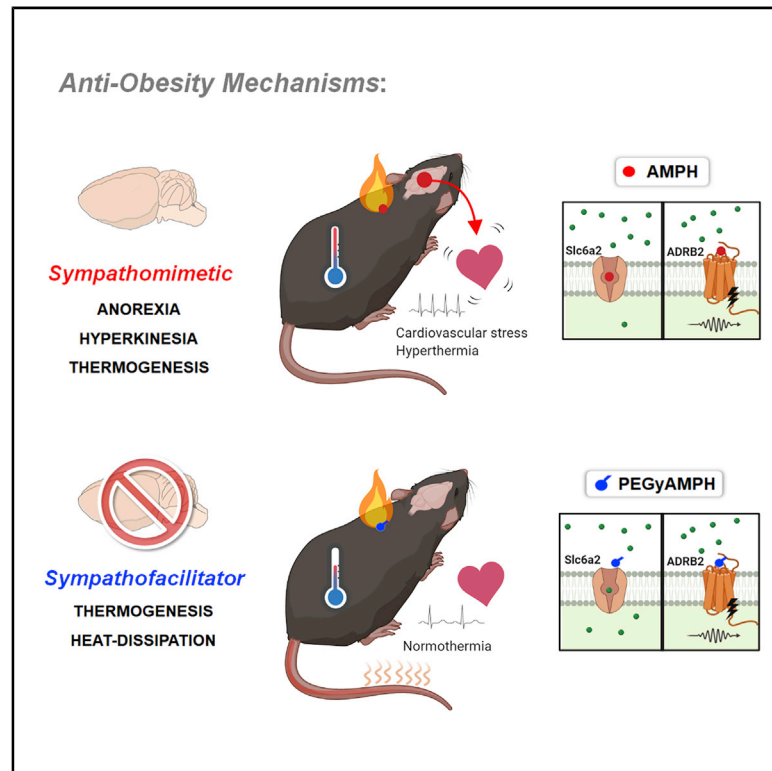 Anti-Obesity Mechanisms:
Sympathomimetic
ANOREXIA
HYPERKINESIA
THERMOGENESIS
Cardiovascular stress
Hyperthermia
AMPH
Slc6a2
ADRB2
Sympathofacilitator
THERMOGENESIS
HEAT-DISSIPATION
Normothermia
PEGyAMPH
Slc6a2
ADRB2